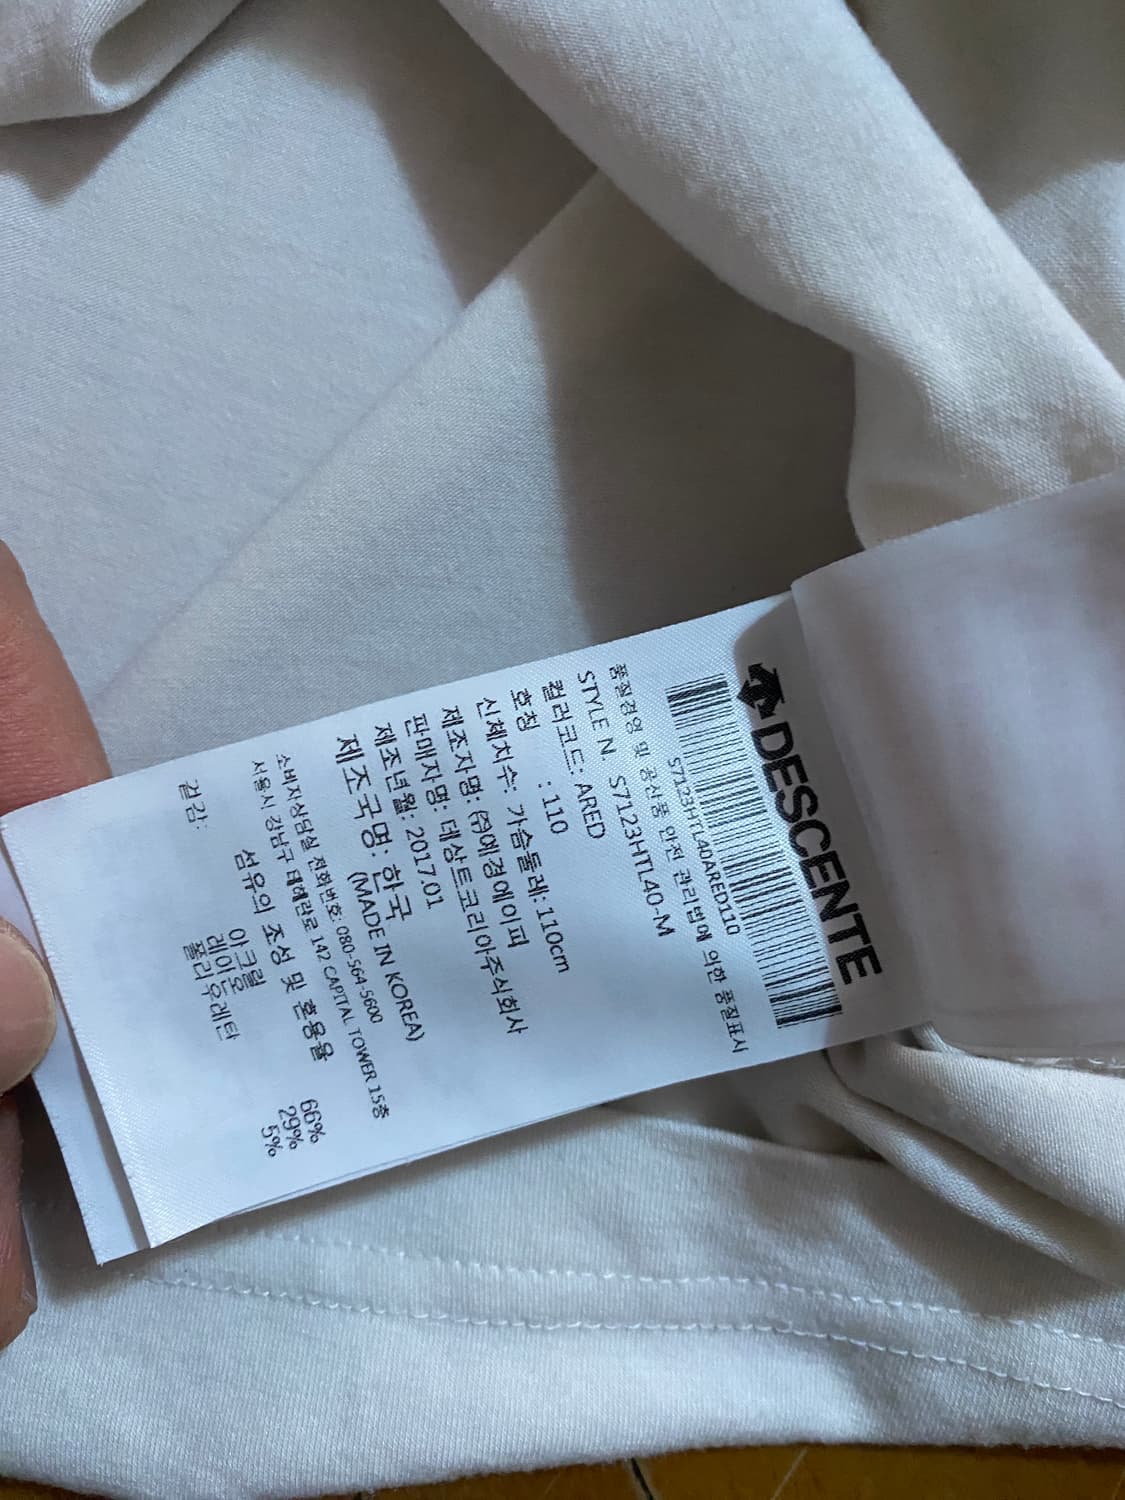 DESCENTE
S7123HTL40ARED110
품질경영 및 공산품 안전 관리법에 의한 품질표시
STYLE N. S7123HTL40-M
컬러코드: ARED
호칭 : 110
신체치수: 가슴둘레: 110cm
제조자명: ㈜예경에이피
판매자명: 데상트코리아주식회사
제조년월: 2017.01
제조국명: 한국
(MADE IN KOREA)
소비자상담실 전화번호: 080-564-5600
서울시 강남구 테헤란로 142 CAPITAL TOWER 15층
섬유의 조성 및 혼용율
겉감: 아크릴 66%
레이온 29%
폴리우레탄 5%